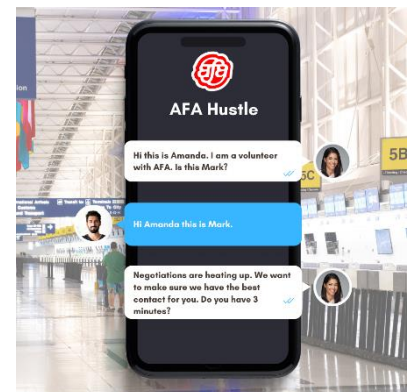 afa
AFA Hustle
Hi this is Amanda. I am a volunteer
with AFA. Is this Mark?
5B
5C
Hi Amanda this is Mark.
Negotiations are heating up. We want
to make sure we have the best
contact for you. Do you have 3
minutes?